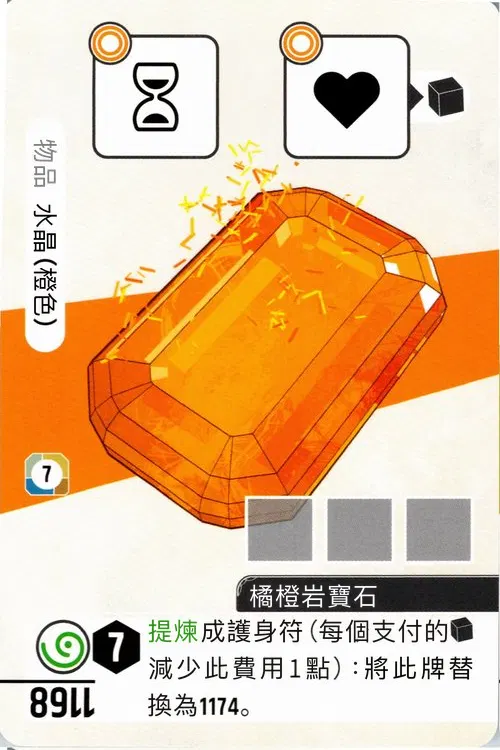 物品 水晶(橙色)
7
橘橙岩寶石
7
提煉成護身符(每個支付的
減少此費用1點):將此牌替
換為1174。
1168